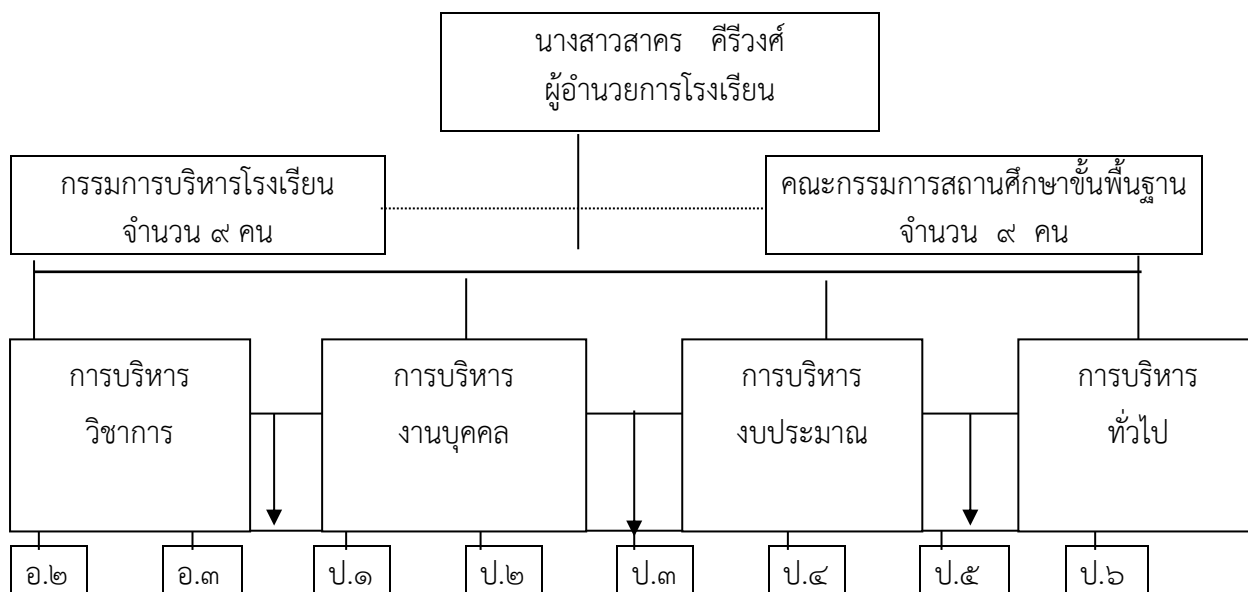 นางสาวสาคร คีรีวงศ์
ผู้อำนวยการโรงเรียน
กรรมการบริหารโรงเรียน
จำนวน ๙ คน
คณะกรรมการสถานศึกษาขั้นพื้นฐาน
จำนวน ๙ คน
การบริหาร
วิชาการ
การบริหาร
งานบุคคล
การบริหาร
งบประมาณ
การบริหาร
ทั่วไป
อ.๒
อ.๓
ป.๑
ป.๒
ป.๓
ป.๔
ป.๕
ป.๖